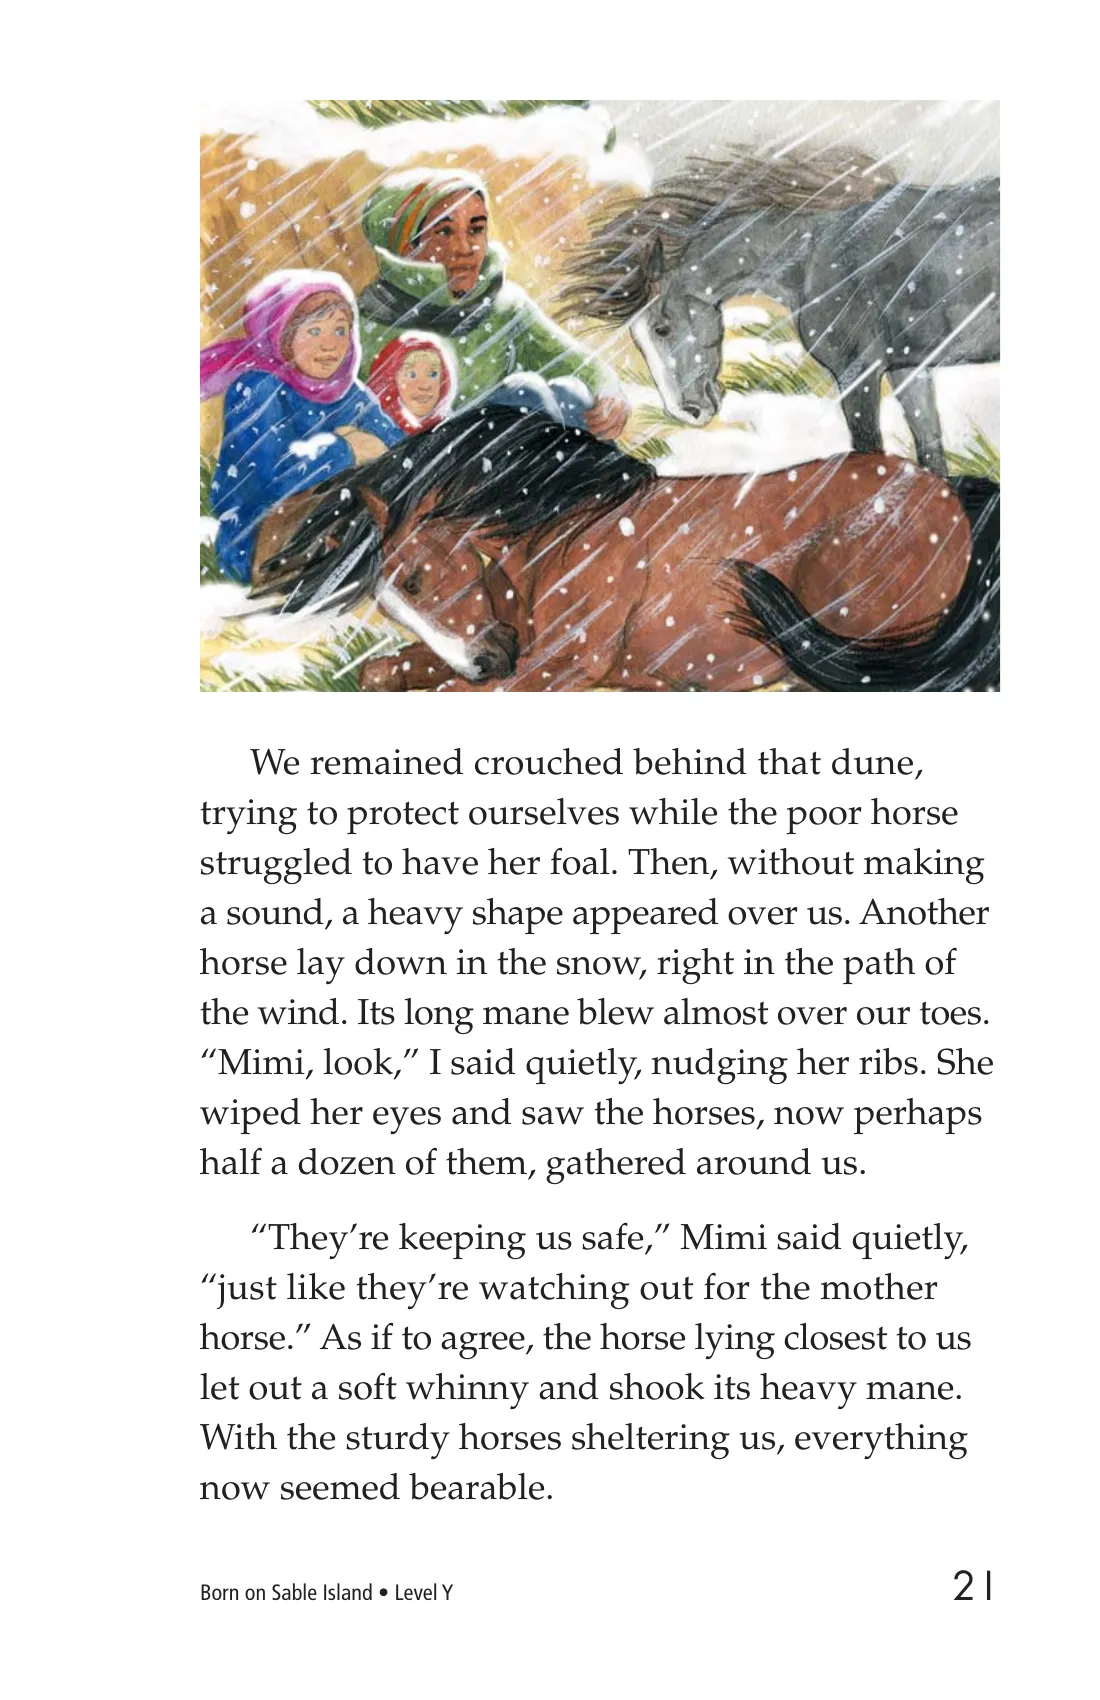 We remained crouched behind that dune,
trying to protect ourselves while the poor horse
struggled to have her foal. Then, without making
a sound, a heavy shape appeared over us. Another
horse lay down in the snow, right in the path of
the wind. Its long mane blew almost over our toes.
“Mimi, look,” I said quietly, nudging her ribs. She
wiped her eyes and saw the horses, now perhaps
half a dozen of them, gathered around us.
“They’re keeping us safe,” Mimi said quietly,
“just like they’re watching out for the mother
horse.” As if to agree, the horse lying closest to us
let out a soft whinny and shook its heavy mane.
With the sturdy horses sheltering us, everything
now seemed bearable.
Born on Sable Island • Level Y
21